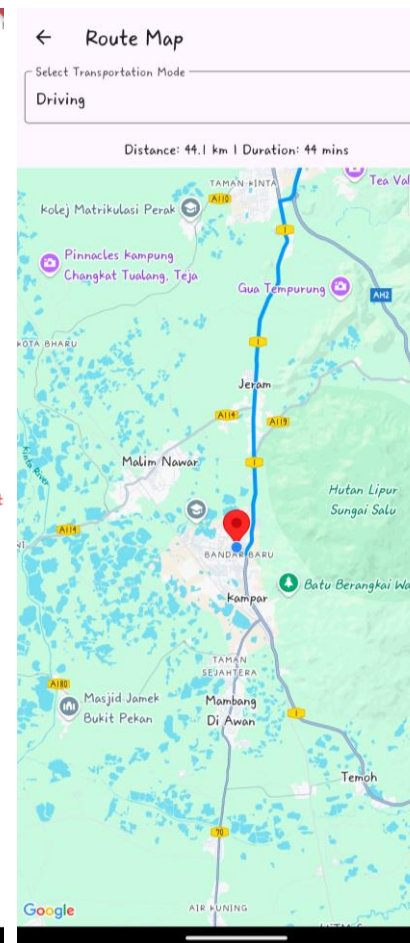 ← Route Map
Select Transportation Mode
Driving
Distance: 44.1 km | Duration: 44 mins
TAMAN KINTA
Tea Val
Kolej Matrikulasi Perak
A110
1
Pinnacles Kampung
Changkat Tualang, Teja
Gua Tempurung
AH2
KOTA BHARU
1
Jeram
A114
A119
Malim Nawar
1
Kinta River
Hutan Lipur
Sungai Salu
A114
BANDAR BARU
Batu Berangkai Wa
Kampar
TAMAN
SEJAHTERA
A180
Masjid Jamek
Bukit Pekan
Mambang
Di Awan
1
Temoh
70
Google
AIR KUNING